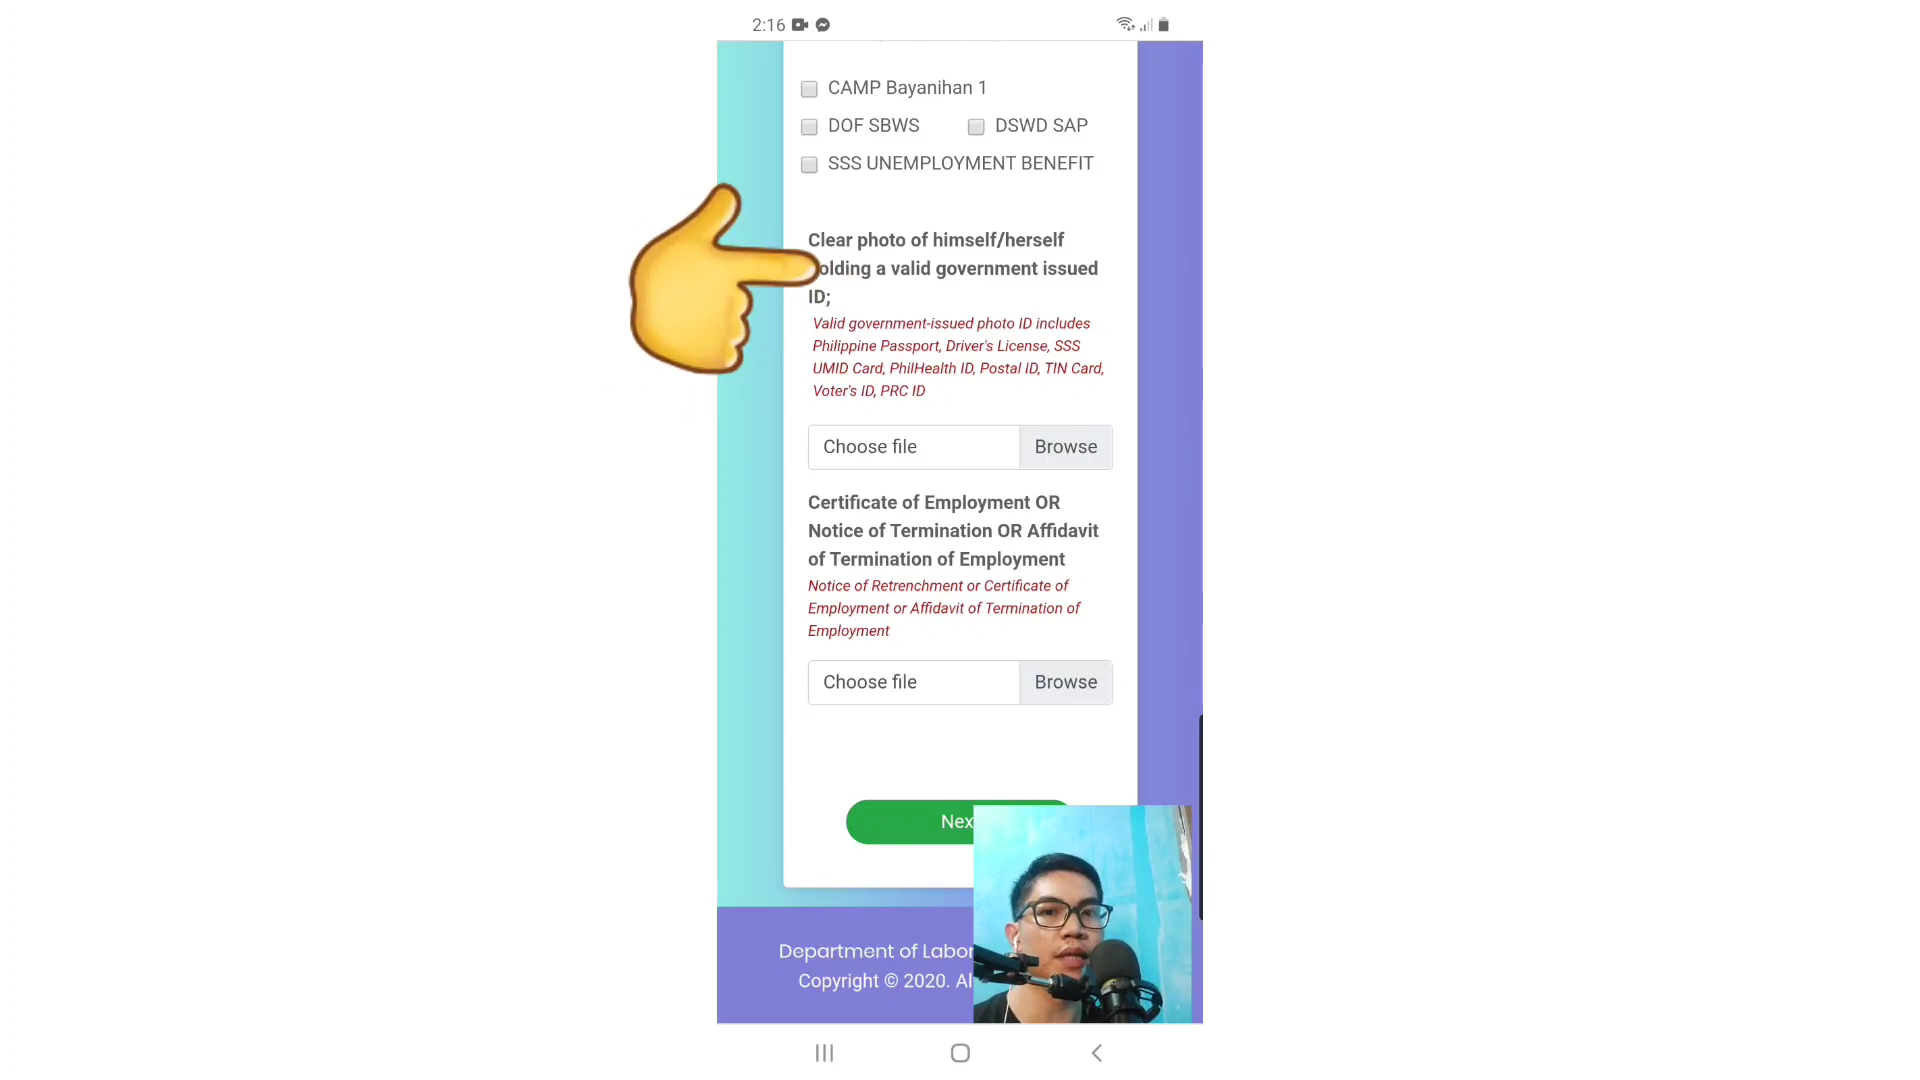 2:16
CAMP Bayanihan 1
DOF SBWS DSWD SAP
SSS UNEMPLOYMENT BENEFIT
Clear photo of himself/herself
olding a valid government issued
ID;
Valid government-issued photo ID includes
Philippine Passport, Driver's License, SSS
UMID Card, PhilHealth ID, Postal ID, TIN Card,
Voter's ID, PRC ID
Choose file Browse
Certificate of Employment OR
Notice of Termination OR Affidavit
of Termination of Employment
Notice of Retrenchment or Certificate of
Employment or Affidavit of Termination of
Employment
Choose file Browse
Nex
Department of Labor
Copyright © 2020. Al